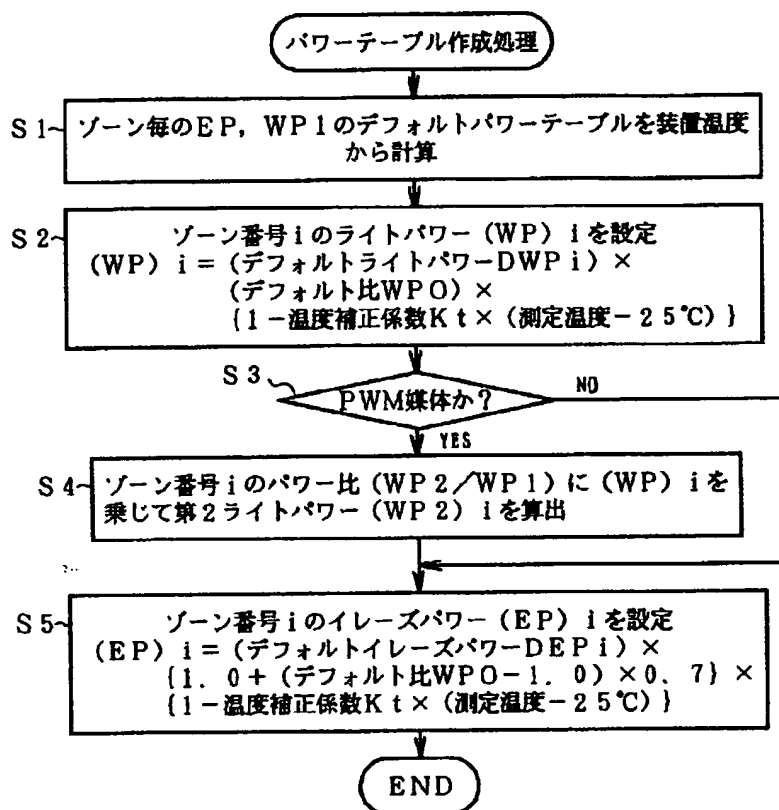 パワーテーブル作成処理
S1
ゾーン毎のEP,WP1のデフォルトパワーテーブルを装置温度
から計算
S2
ゾーン番号iのライトパワー(WP)iを設定
(WP)i=(デフォルトライトパワーDWPi)×
(デフォルト比WPO)×
{1-温度補正係数Kt×(測定温度-25℃)}
S3
PWM媒体か?
NO
YES
S4
ゾーン番号iのパワー比(WP2/WP1)に(WP)iを
乗じて第2ライトパワー(WP2)iを算出
S5
ゾーン番号iのイレーズパワー(EP)iを設定
(EP)i=(デフォルトイレーズパワーDEPi)×
{1.0+(デフォルト比WPO-1.0)×0.7}×
{1-温度補正係数Kt×(測定温度-25℃)}
END